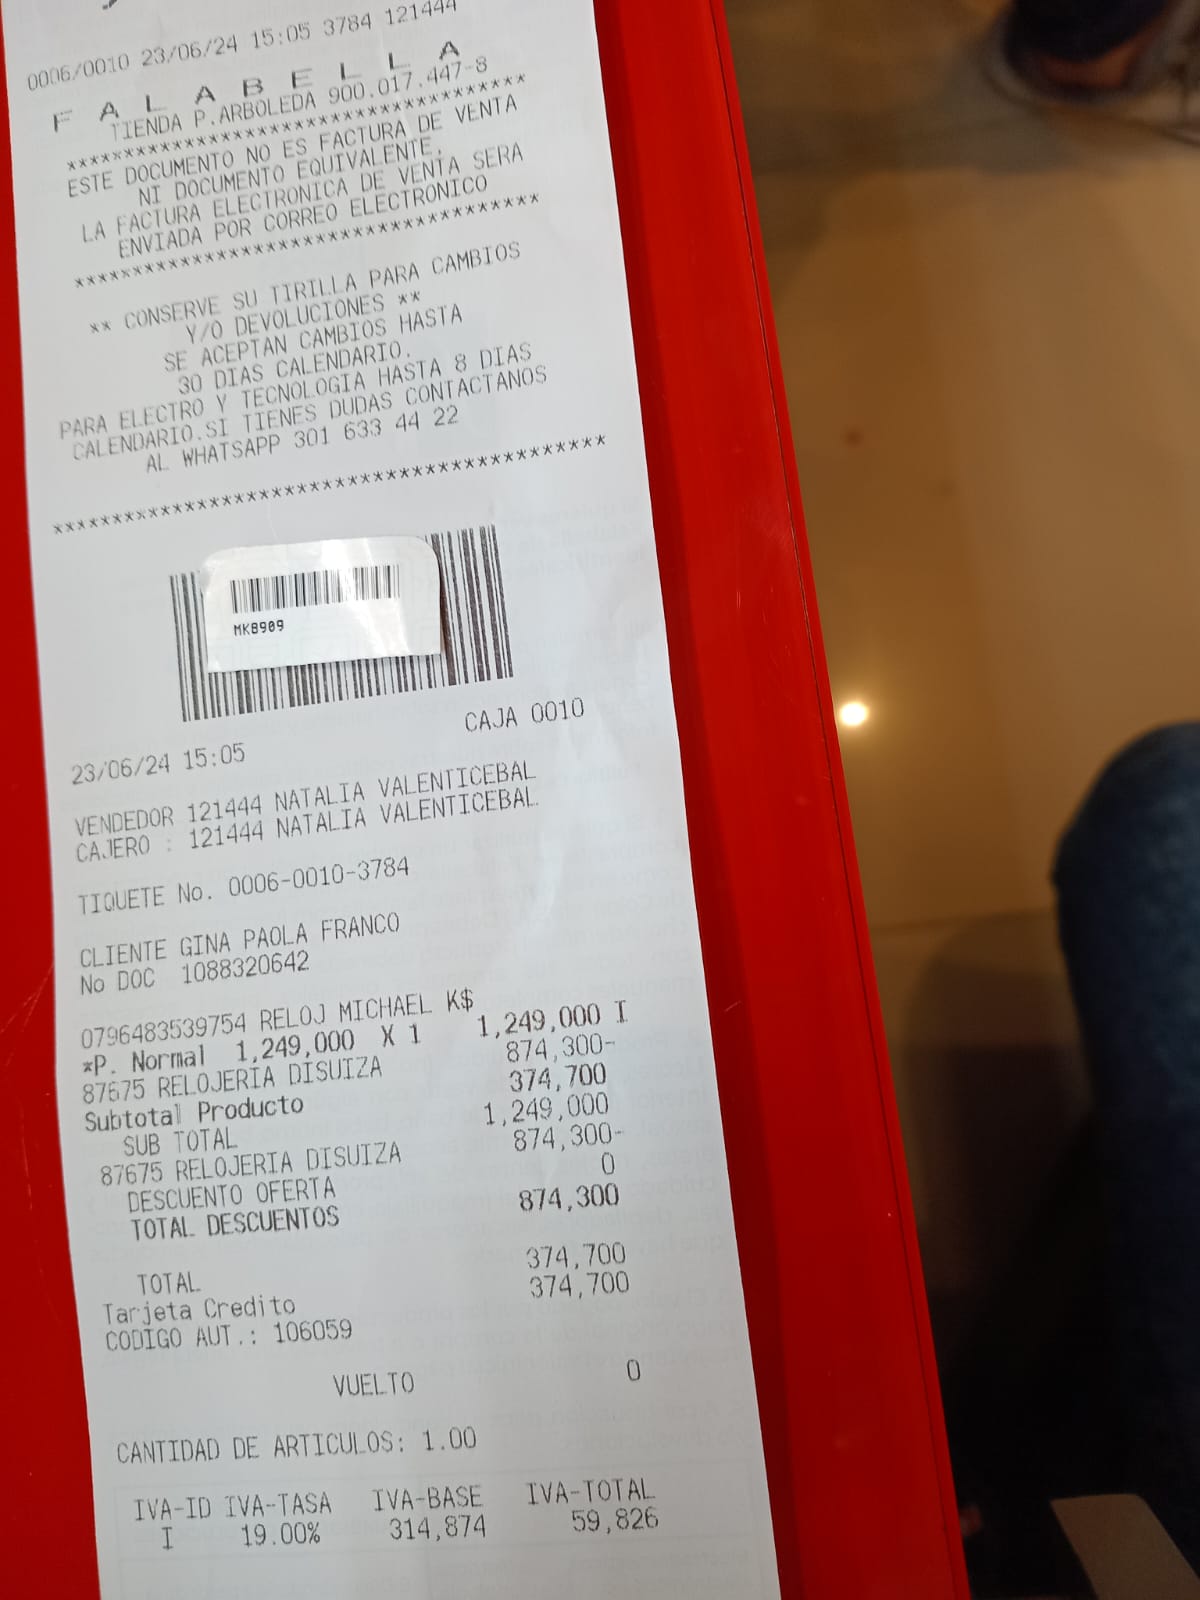 0006/0010 23/06/24 15:05 3784 121444
F A L A B E L L A
TIENDA P.ARBOLEDA 900.017.447-8
************************************
ESTE DOCUMENTO NO ES FACTURA DE VENTA
NI DOCUMENTO EQUIVALENTE.
LA FACTURA ELECTRONICA DE VENTA SERA
ENVIADA POR CORREO ELECTRONICO
************************************
** CONSERVE SU TIRILLA PARA CAMBIOS
Y/O DEVOLUCIONES **
SE ACEPTAN CAMBIOS HASTA
30 DIAS CALENDARIO.
PARA ELECTRO Y TECNOLOGIA HASTA 8 DIAS
CALENDARIO.SI TIENES DUDAS CONTACTANOS
AL WHATSAPP 301 633 44 22
******************************************
MKB909
CAJA 0010
23/06/24 15:05
VENDEDOR 121444 NATALIA VALENTICEBAL
CAJERO : 121444 NATALIA VALENTICEBAL
TIQUETE No. 0006-0010-3784
CLIENTE GINA PAOLA FRANCO
No DOC 1088320642
0796483539754 RELOJ MICHAEL K$
*P. Normal 1,249,000 X 1 1,249,000 I
87675 RELOJERIA DISUIZA 874,300-
Subtotal Producto 374,700
SUB TOTAL 1,249,000
87675 RELOJERIA DISUIZA 874,300-
DESCUENTO OFERTA 0
TOTAL DESCUENTOS 874,300
TOTAL 374,700
Tarjeta Credito 374,700
CODIGO AUT.: 106059
VUELTO 0
CANTIDAD DE ARTICULOS: 1.00
IVA-ID IVA-TASA IVA-BASE IVA-TOTAL
I 19.00% 314,874 59,826